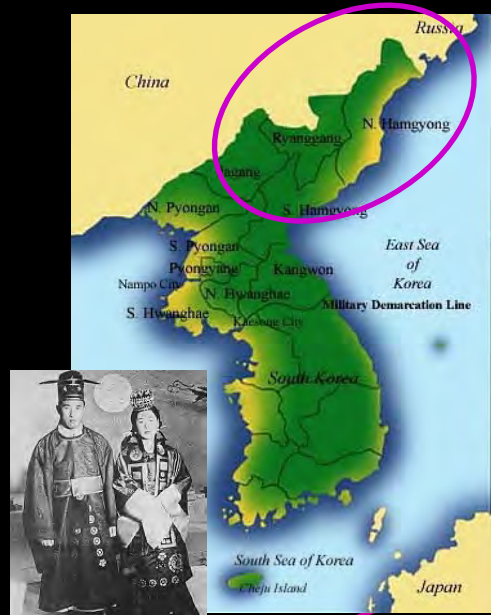 Russia
China
N. Hamgyong
Ryanggang
Jagang
N. Pyongan
S. Hamgyong
S. Pyongan
East Sea
of
Korea
Pyongyang
Kangwon
Nampo City
N. Hwanghae
Military Demarcation Line
S. Hwanghae
Kaesong City
South Korea
South Sea of Korea
Cheju Island
Japan